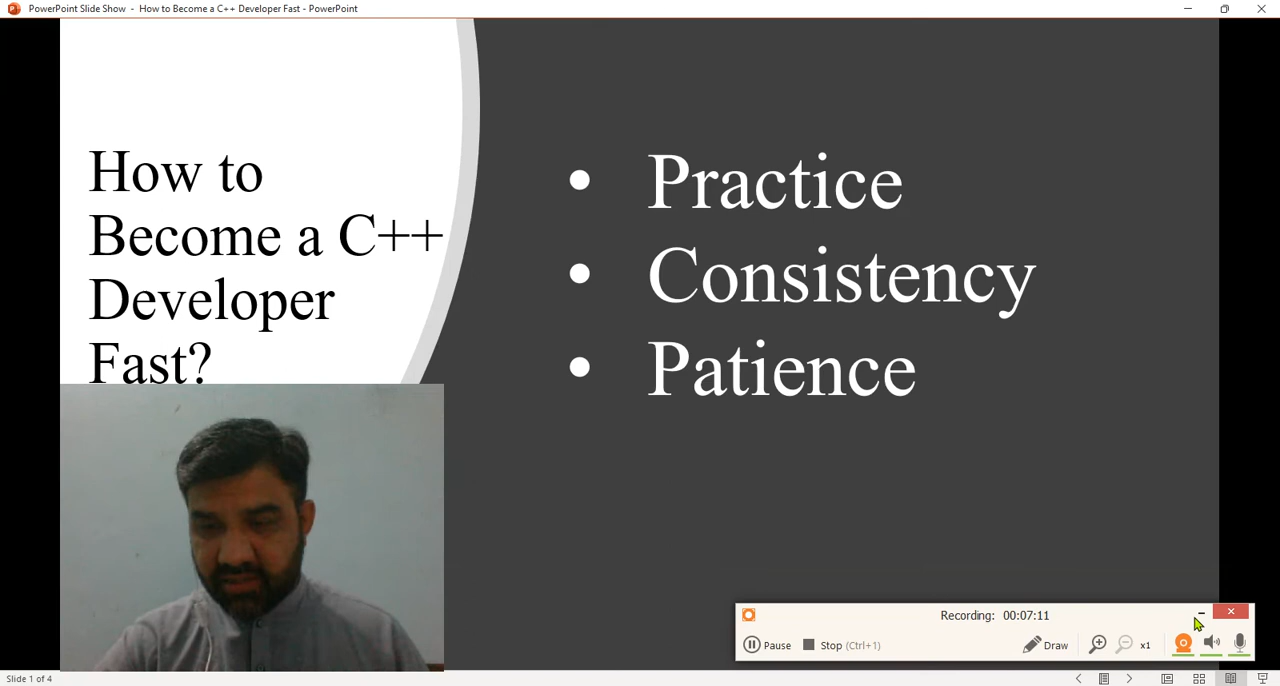 PowerPoint Slide Show - How to Become a C++ Developer Fast - PowerPoint
How to
Become a C++
Developer
Fast?
• Practice
• Consistency
• Patience
Recording: 00:07:11
Pause Stop (Ctrl+1) Draw x1
Slide 1 of 4